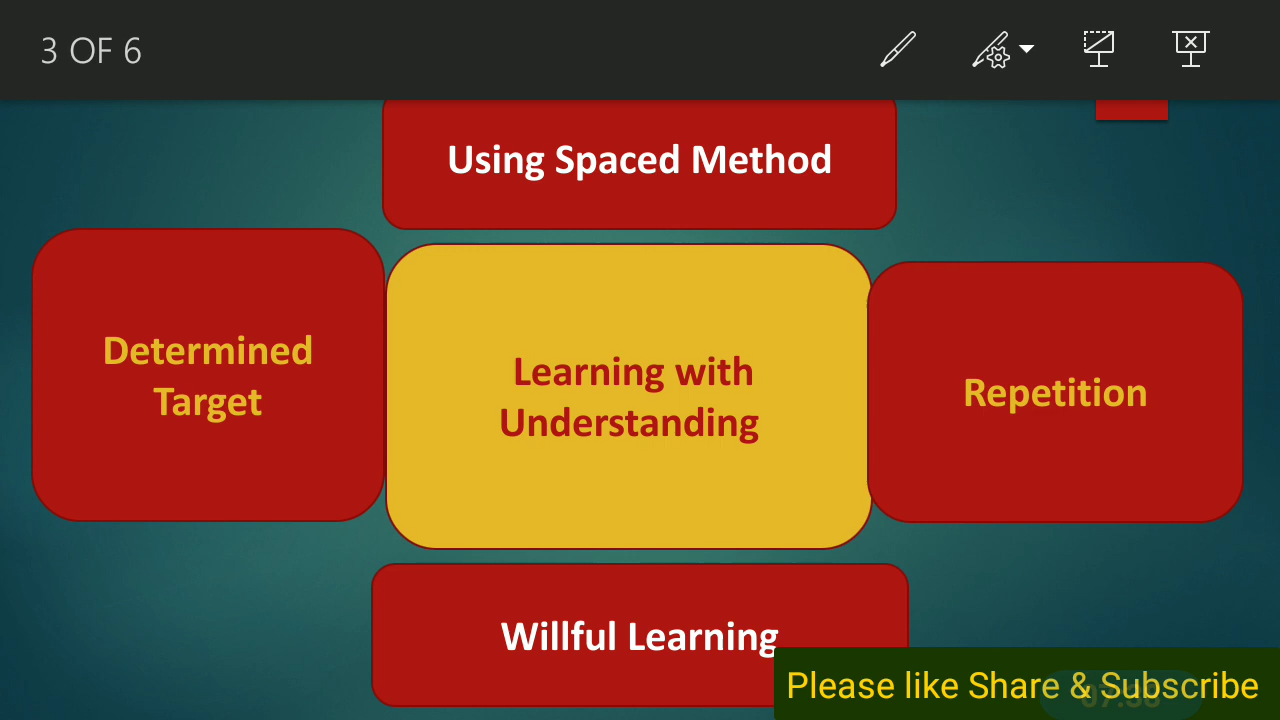 3 OF 6
Using Spaced Method
Determined
Target
Learning with
Understanding
Repetition
Willful Learning
Please like Share & Subscribe